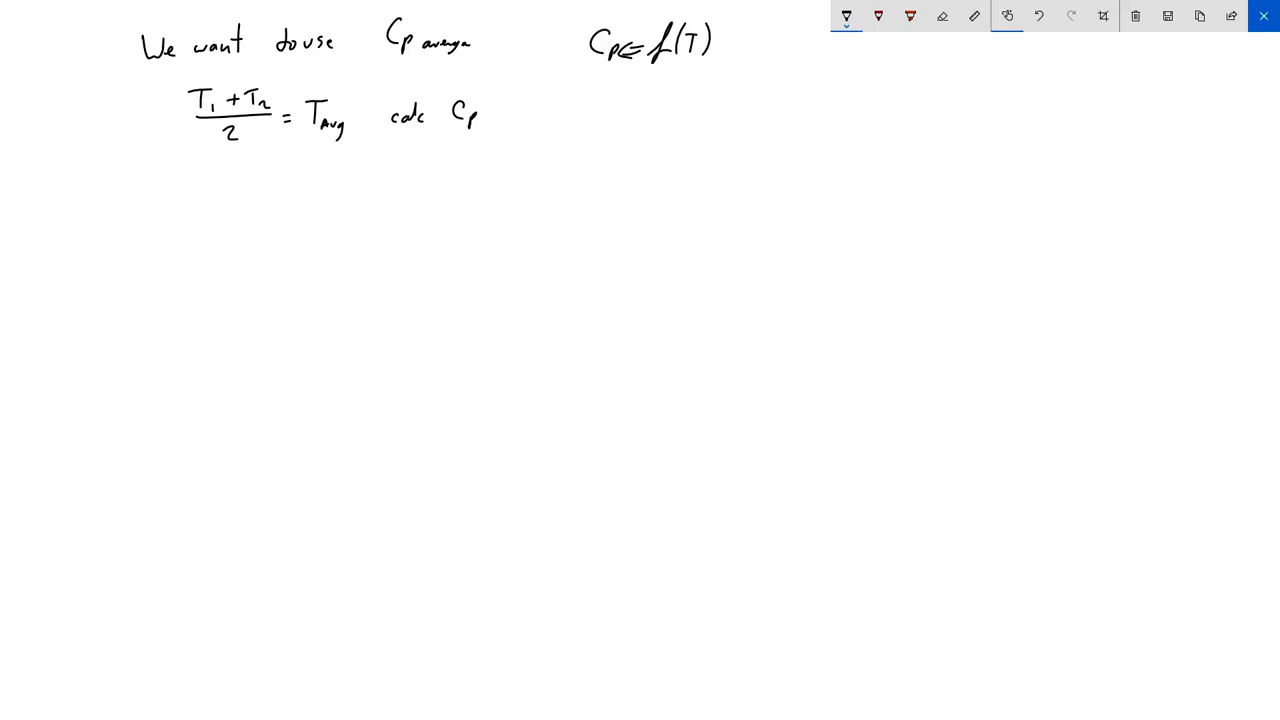 We want to use Cp average Cp ⇐ f(T)
(T₁ + T₂)/2 = TAvg calc Cp